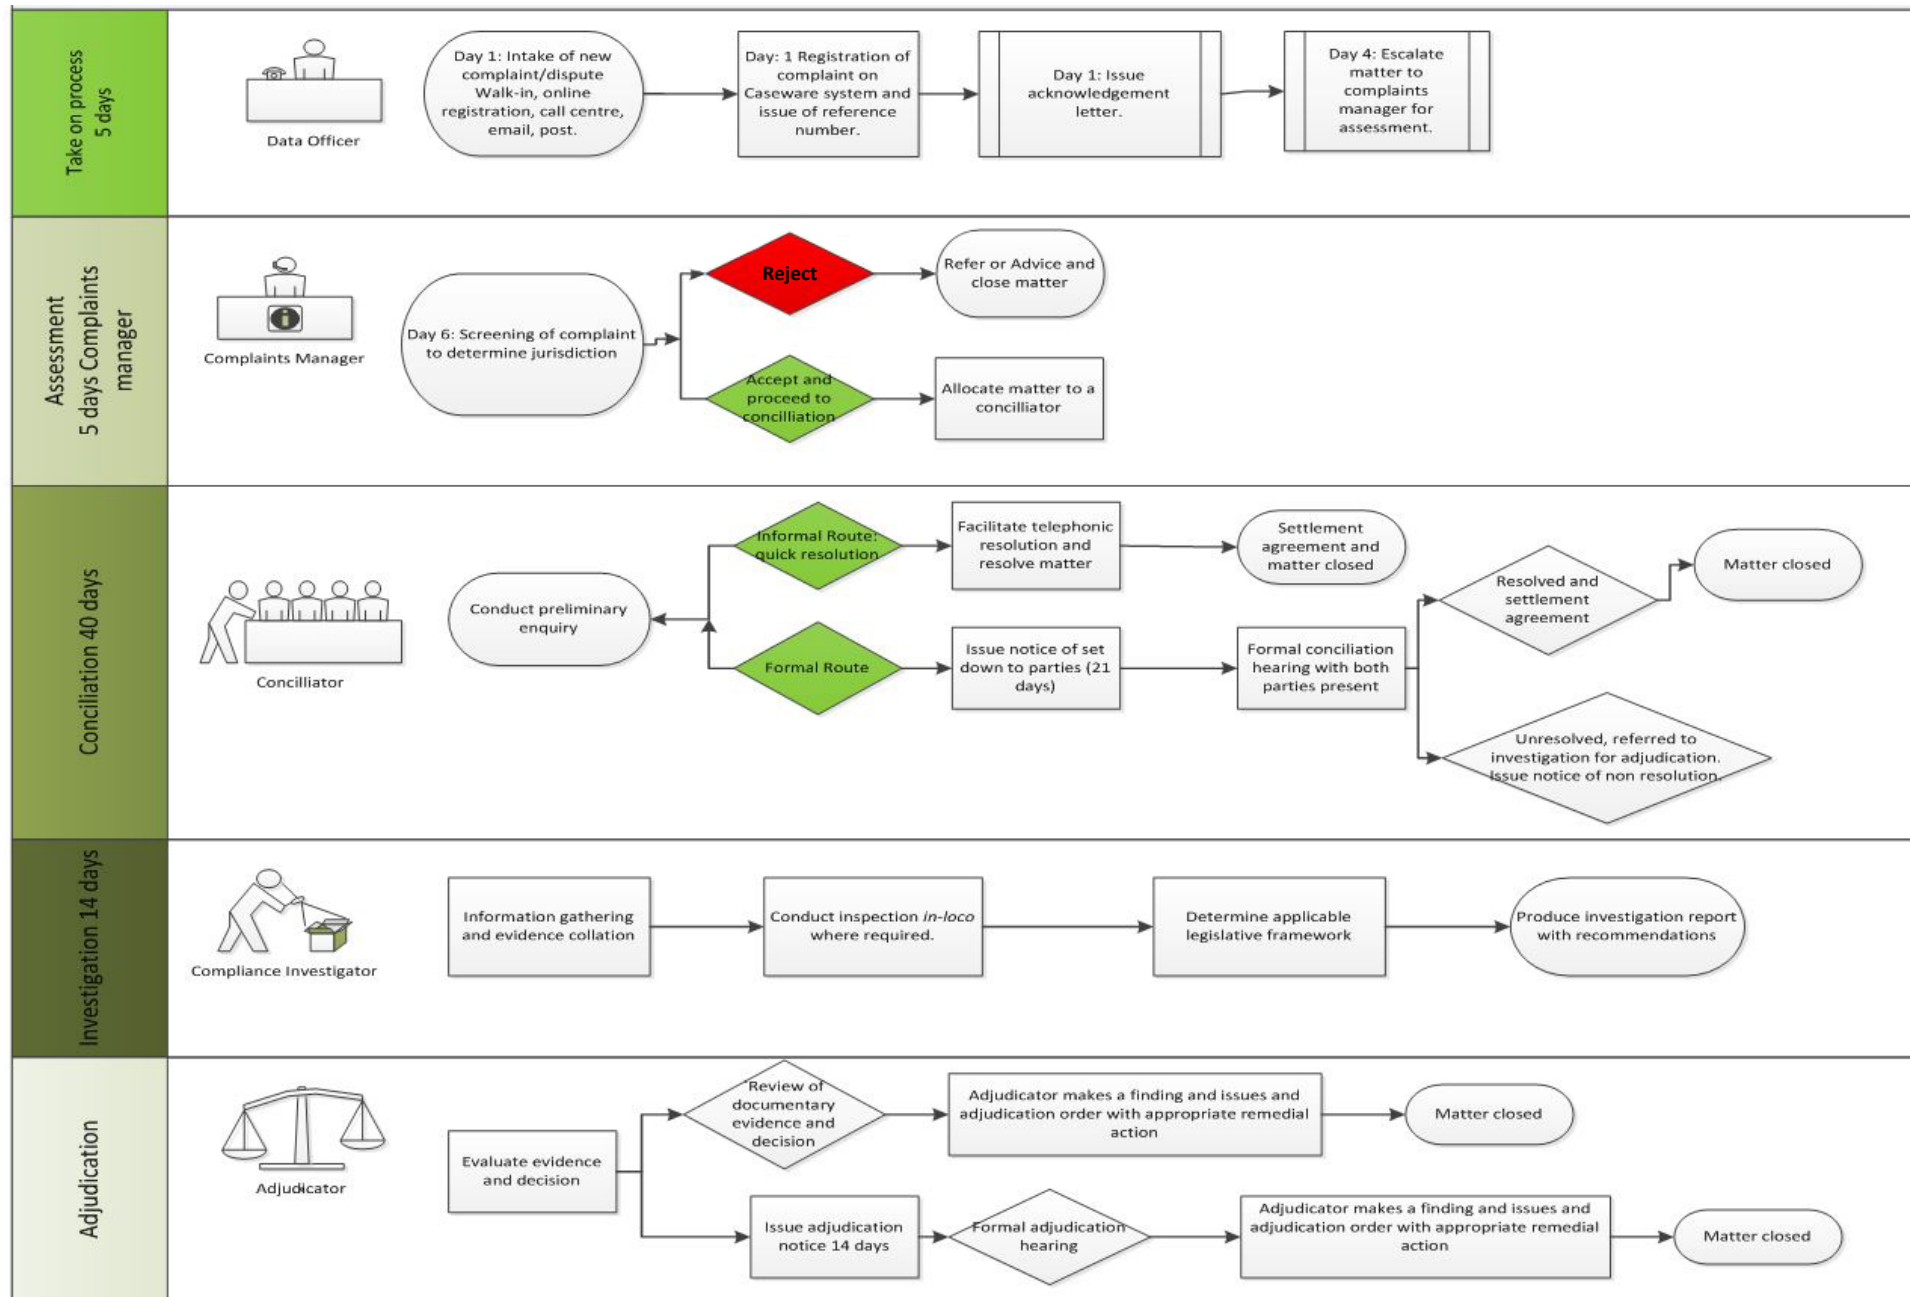 Take on process
5 days
Data Officer
Day 1: Intake of new
complaint/dispute
Walk-in, online
registration, call centre,
email, post.
Day: 1 Registration of
complaint on
Caseware system and
issue of reference
number.
Day 1: Issue
acknowledgement
letter.
Day 4: Escalate
matter to
complaints
manager for
assessment.
Assessment
5 days Complaints
manager
Complaints Manager
Day 6: Screening of complaint
to determine jurisdiction
Reject
Refer or Advice and
close matter
Accept and
proceed to
concilliation
Allocate matter to a
concilliator
Conciliation 40 days
Concilliator
Conduct preliminary
enquiry
Informal Route:
quick resolution
Facilitate telephonic
resolution and
resolve matter
Settlement
agreement and
matter closed
Formal Route
Issue notice of set
down to parties (21
days)
Formal conciliation
hearing with both
parties present
Resolved and
settlement
agreement
Matter closed
Unresolved, referred to
investigation for adjudication.
Issue notice of non resolution.
Investigation 14 days
Compliance Investigator
Information gathering
and evidence collation
Conduct inspection in-loco
where required.
Determine applicable
legislative framework
Produce investigation report
with recommendations
Adjudication
Adjudicator
Evaluate evidence
and decision
Review of
documentary
evidence and
decision
Adjudicator makes a finding and issues and
adjudication order with appropriate remedial
action
Matter closed
Issue adjudication
notice 14 days
Formal adjudication
hearing
Adjudicator makes a finding and issues and
adjudication order with appropriate remedial
action
Matter closed